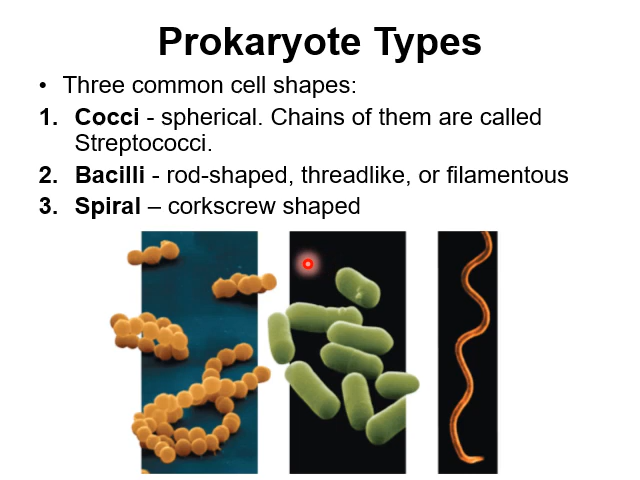 Prokaryote Types
• Three common cell shapes:
1. Cocci - spherical. Chains of them are called
Streptococci.
2. Bacilli - rod-shaped, threadlike, or filamentous
3. Spiral – corkscrew shaped